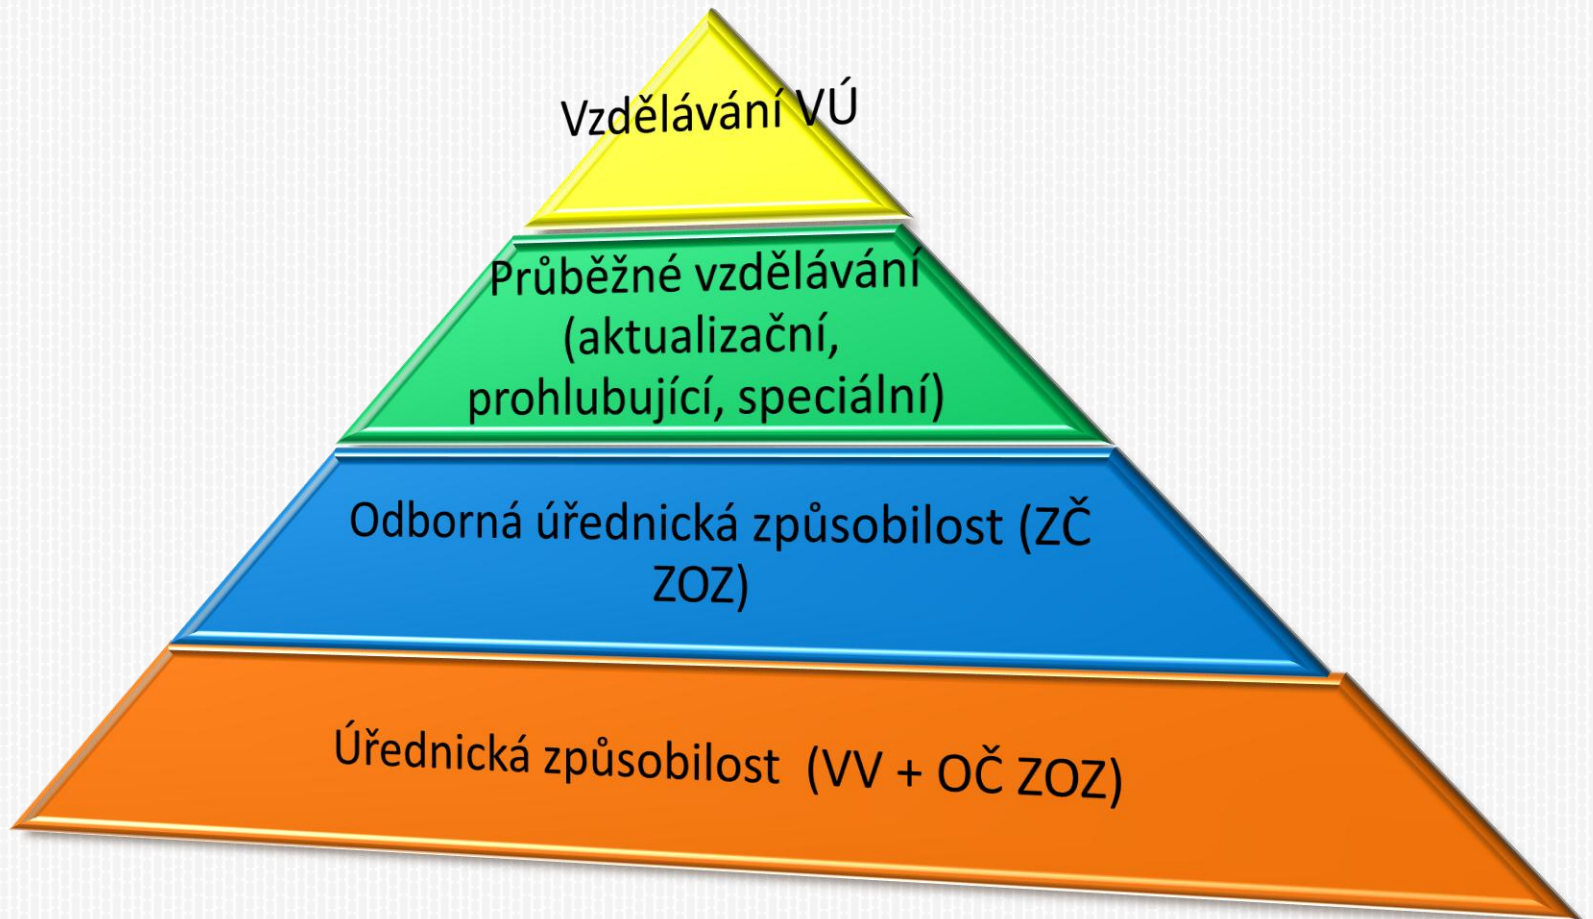 Vzdělávání VÚ
Průběžné vzdělávání
(aktualizační,
prohlubující, speciální)
Odborná úřednická způsobilost (ZČ
ZOZ)
Úřednická způsobilost (VV + OČ ZOZ)